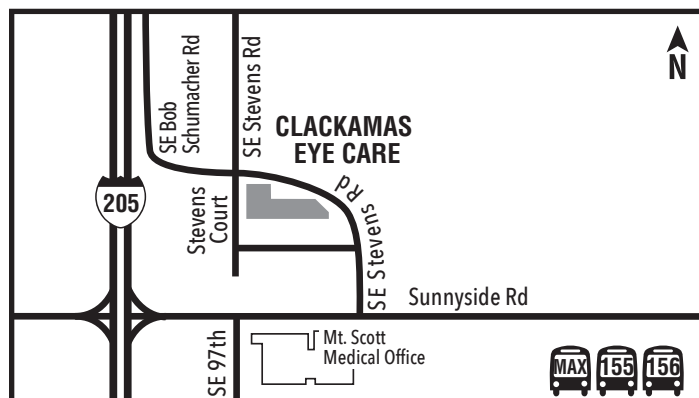 N
SE Bob
Schumacher Rd
SE Stevens Rd
CLACKAMAS
EYE CARE
205
Stevens
Court
SE Stevens Rd
Sunnyside Rd
SE 97th
Mt. Scott
Medical Office
MAX
155
156